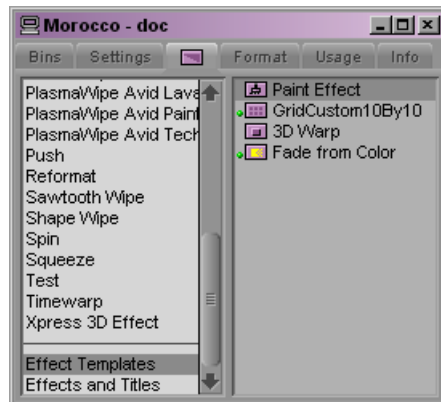 Morocco - doc
Bins Settings Format Usage Info
PlasmaWipe Avid Lava
PlasmaWipe Avid Paint
PlasmaWipe Avid Tech
Push
Reformat
Sawtooth Wipe
Shape Wipe
Spin
Squeeze
Test
Timewarp
Xpress 3D Effect
Effect Templates
Effects and Titles
Paint Effect
GridCustom10By10
3D Warp
Fade from Color